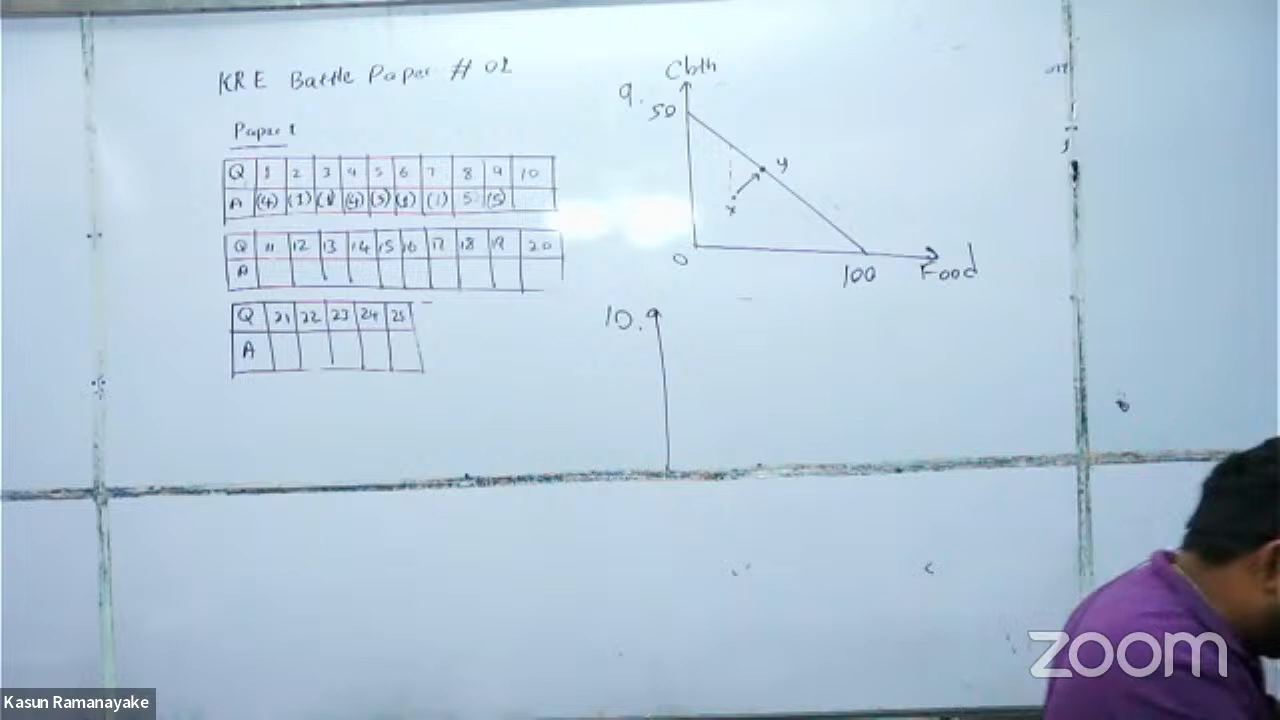 KRE Battle Paper # 02
Paper 1
Q 1 2 3 4 5 6 7 8 9 10
A (4) (1) (4) (1) (1) 5 (5)
Q 11 12 13 14 15 16 17 18 19 20
A
Q 21 22 23 24 25
A
9.
Cloth
50
y
x
0
100
Food
10.
zoom
Kasun Ramanayake